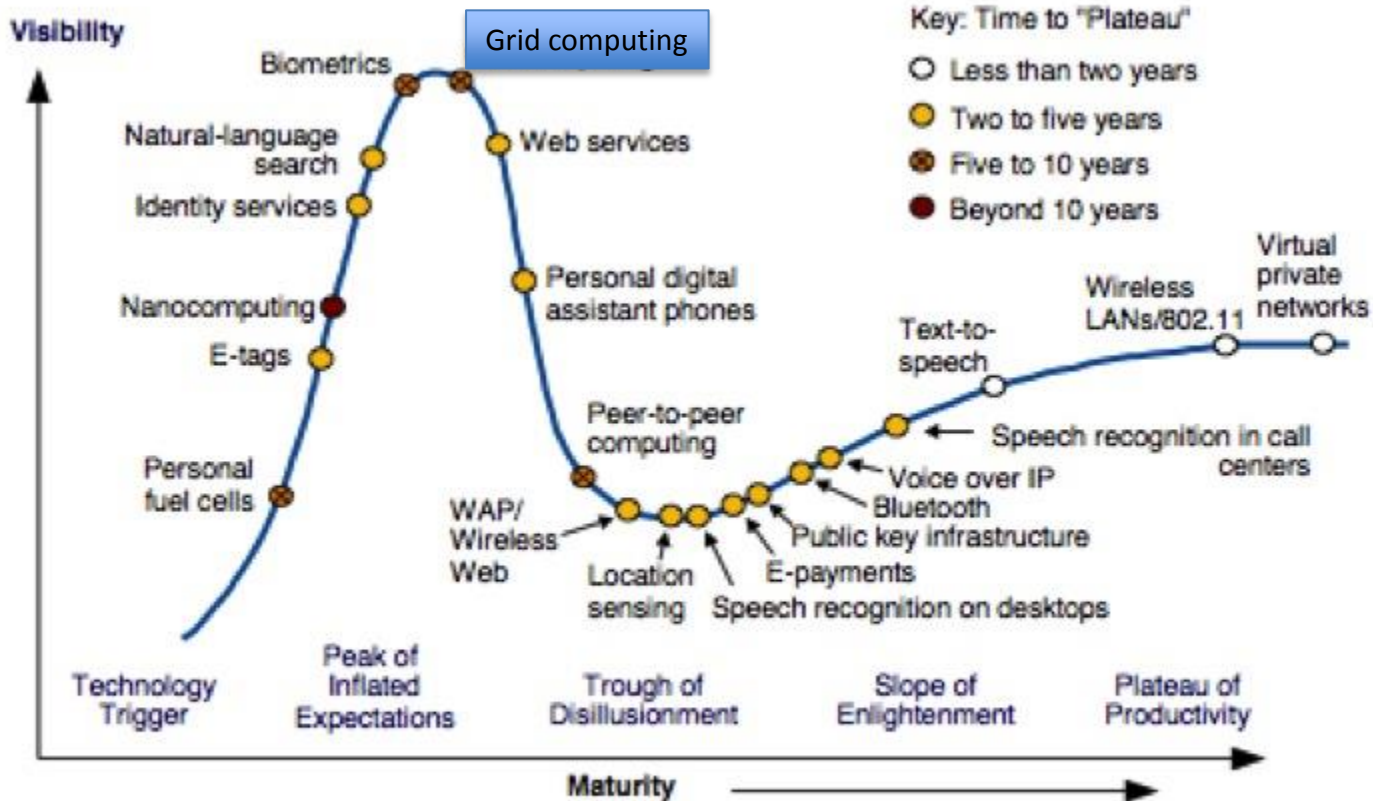 Visibility
Grid computing
Key: Time to "Plateau"
Less than two years
Two to five years
Five to 10 years
Beyond 10 years
Biometrics
Natural-language
search
Web services
Identity services
Nanocomputing
E-tags
Personal digital
assistant phones
Personal
fuel cells
Peer-to-peer
computing
WAP/
Wireless
Web
Location
sensing
Speech recognition on desktops
E-payments
Public key infrastructure
Bluetooth
Voice over IP
Speech recognition in call
centers
Text-to-
speech
Wireless
LANs/802.11
Virtual
private
networks
Technology
Trigger
Peak of
Inflated
Expectations
Trough of
Disillusionment
Slope of
Enlightenment
Plateau of
Productivity
Maturity